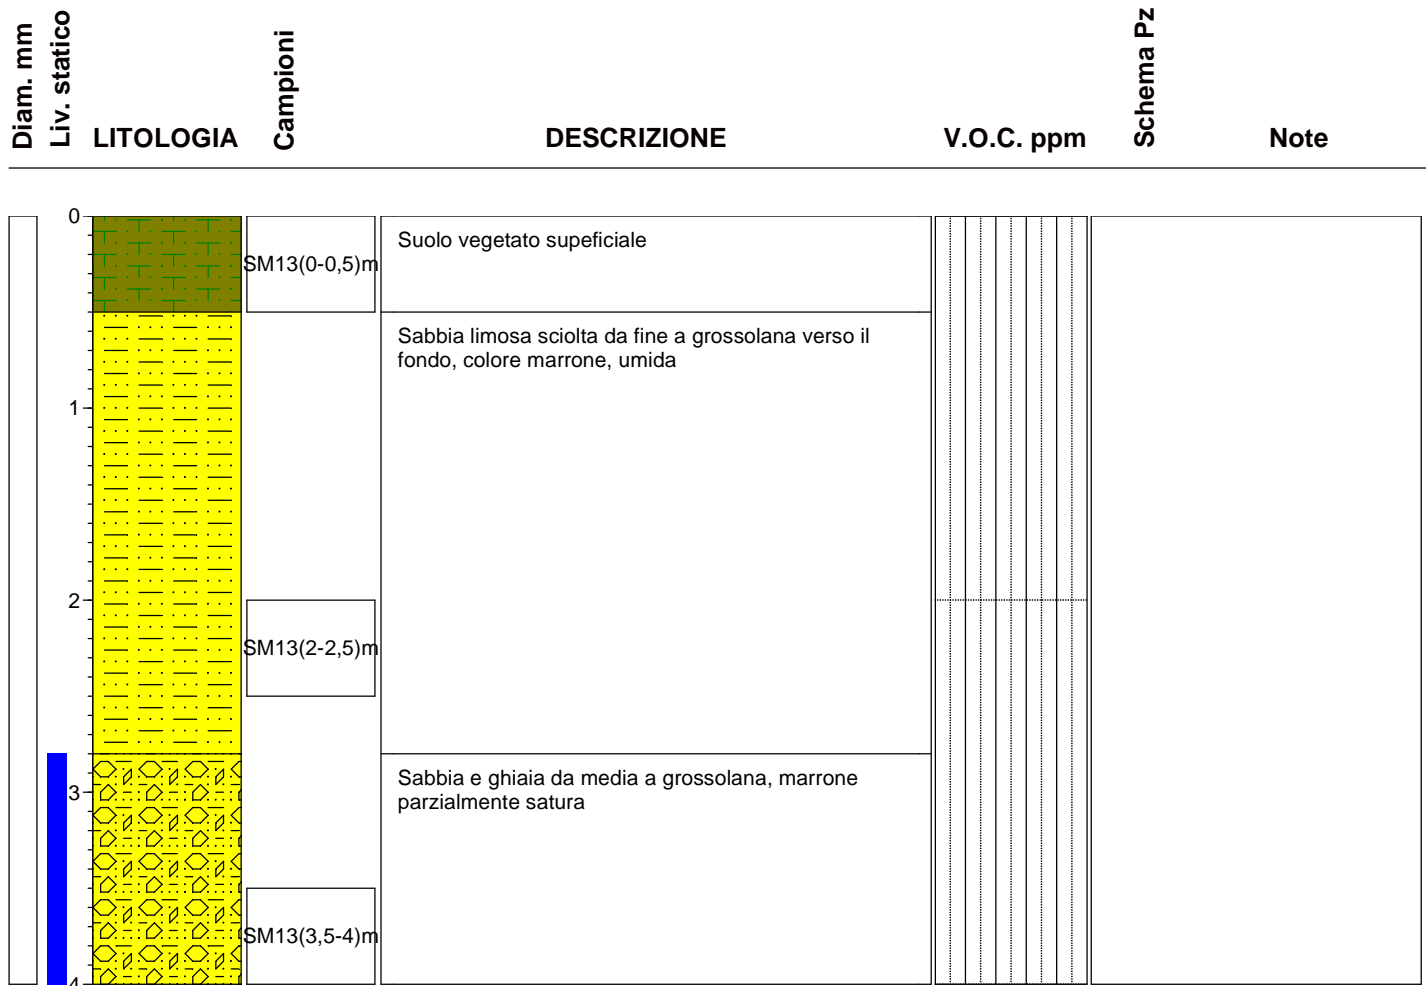 Diam. mm
Liv. statico
LITOLOGIA
Campioni
DESCRIZIONE
V.O.C. ppm
Schema Pz
Note
0
SM13(0-0,5)m
Suolo vegetato supeficiale
Sabbia limosa sciolta da fine a grossolana verso il
fondo, colore marrone, umida
1
2
SM13(2-2,5)m
Sabbia e ghiaia da media a grossolana, marrone
parzialmente satura
3
SM13(3,5-4)m
4